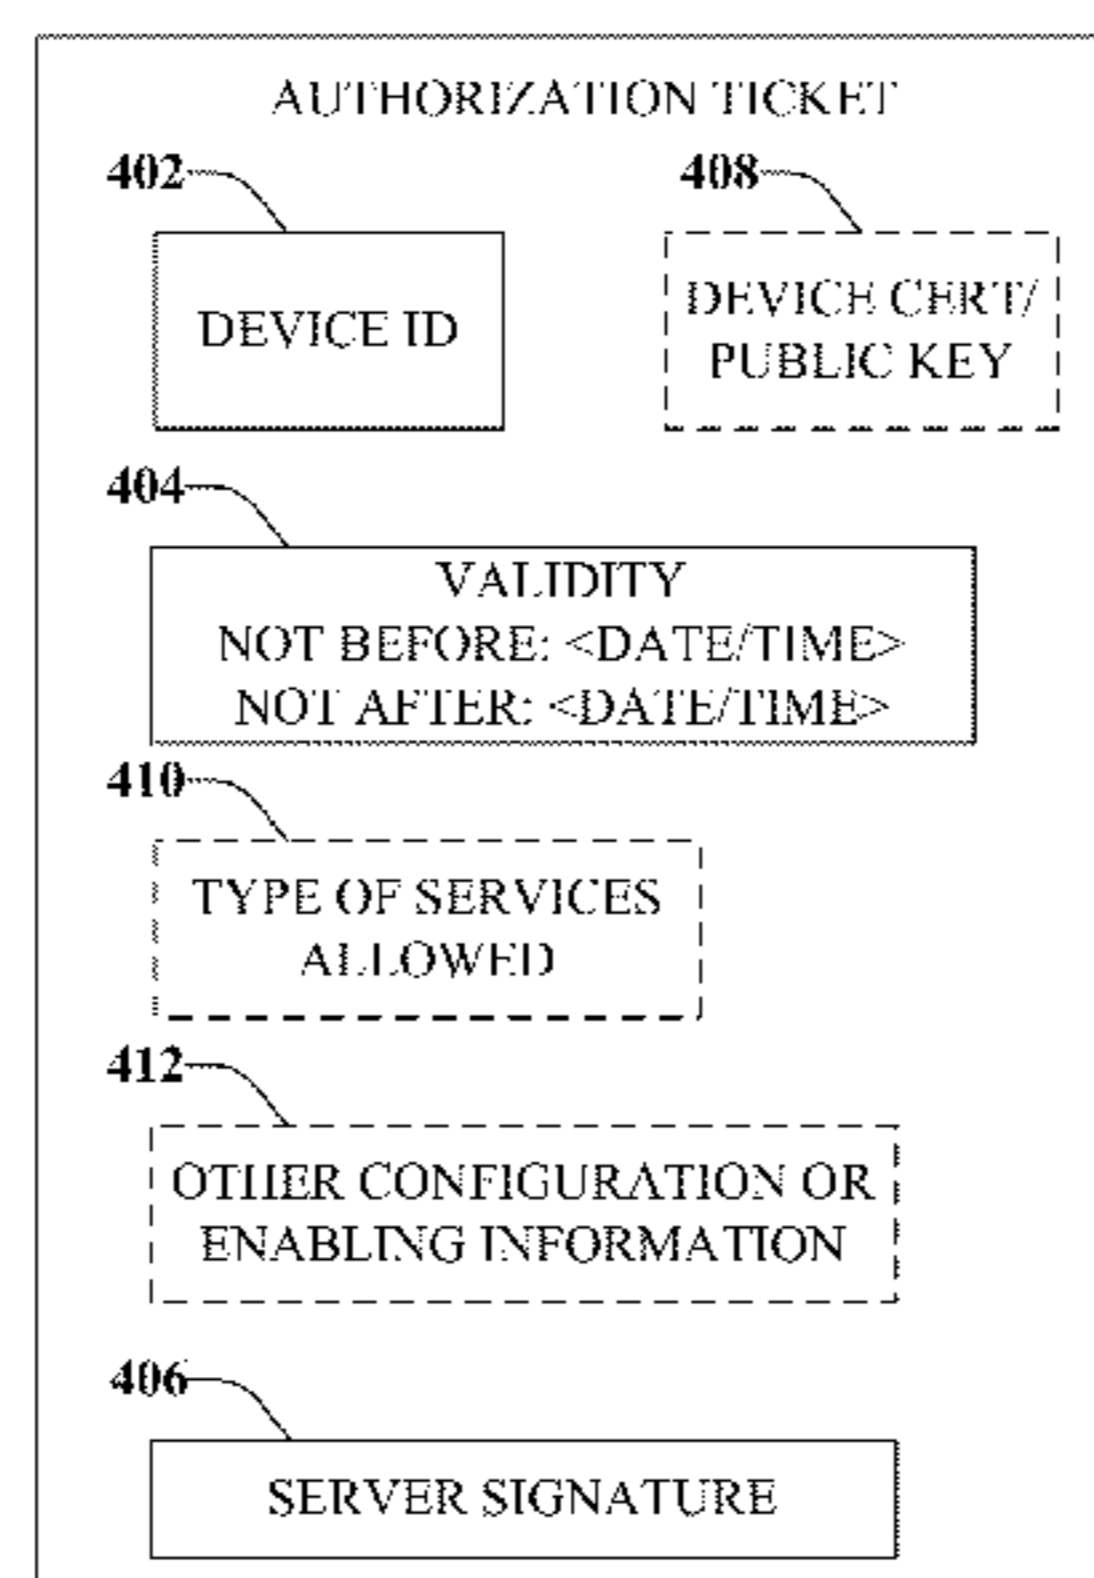 AUTHORIZATION TICKET
402
408
DEVICE ID
DEVICE CERT/
PUBLIC KEY
404
VALIDITY
NOT BEFORE: <DATE/TIME>
NOT AFTER: <DATE/TIME>
410
TYPE OF SERVICES
ALLOWED
412
OTHER CONFIGURATION OR
ENABLING INFORMATION
406
SERVER SIGNATURE